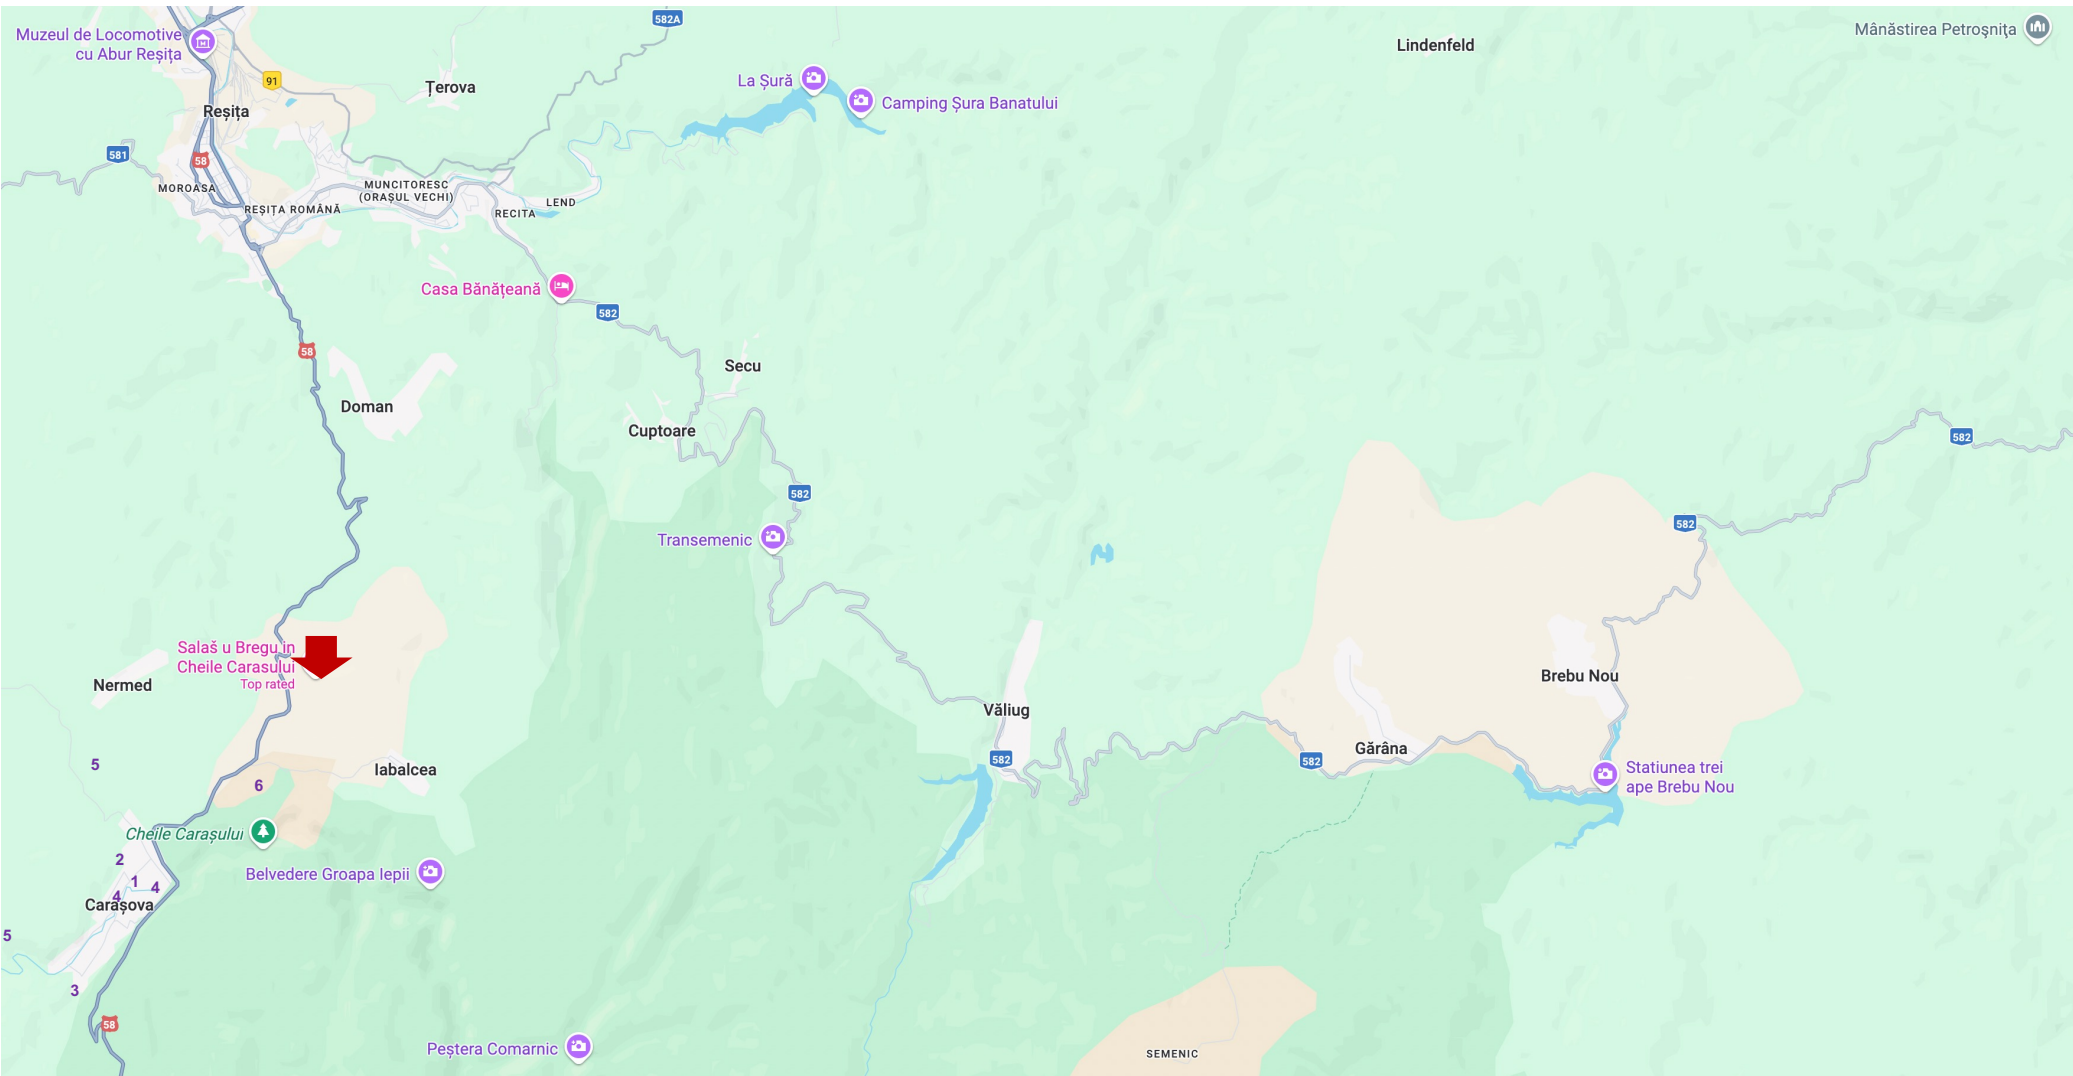 582A
Muzeul de Locomotive
cu Abur Reșița
Lindenfeld
Mânăstirea Petroşniţa
91
Țerova
La Șură
Camping Șura Banatului
Reșița
581
58
MOROASA
MUNCITORESC
(ORAȘUL VECHI)
REȘIȚA ROMÂNĂ
RECITA
LEND
Casa Bănățeană
582
58
Secu
Doman
Cuptoare
582
582
582
Transemenic
Salaš u Bregu in
Cheile Carasului
Top rated
Nermed
Brebu Nou
Văliug
Gărâna
582
582
5
Iabalcea
6
Statiunea trei
ape Brebu Nou
Cheile Carașului
2
Belvedere Groapa Iepii
1
4
4
Carașova
5
3
58
Peștera Comarnic
SEMENIC